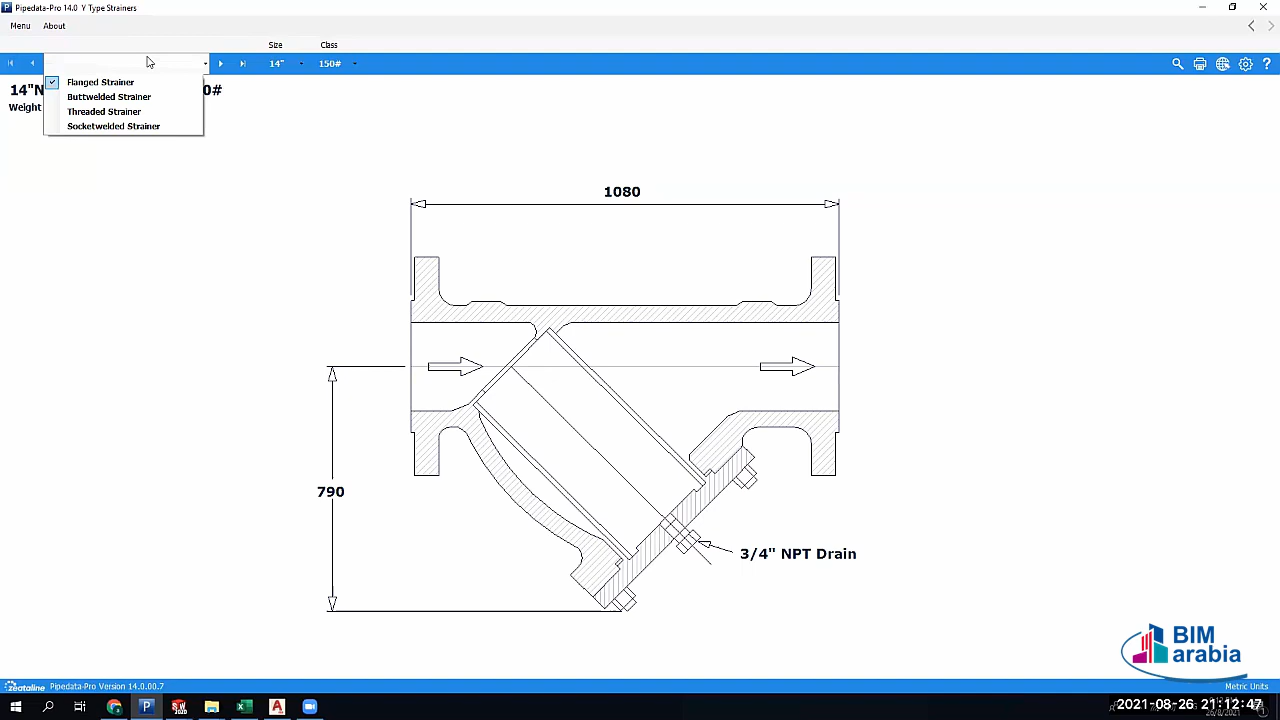 Pipedata-Pro 14.0 Y Type Strainers
Menu About
Size Class
14" 150#
Flanged Strainer
Buttwelded Strainer
Threaded Strainer
Socketwelded Strainer
14"N 0#
Weight
1080
790
3/4" NPT Drain
BIM
arabia
Zeataline Pipedata-Pro Version 14.0.00.7 Metric Units
2021-08-26 21:12:47